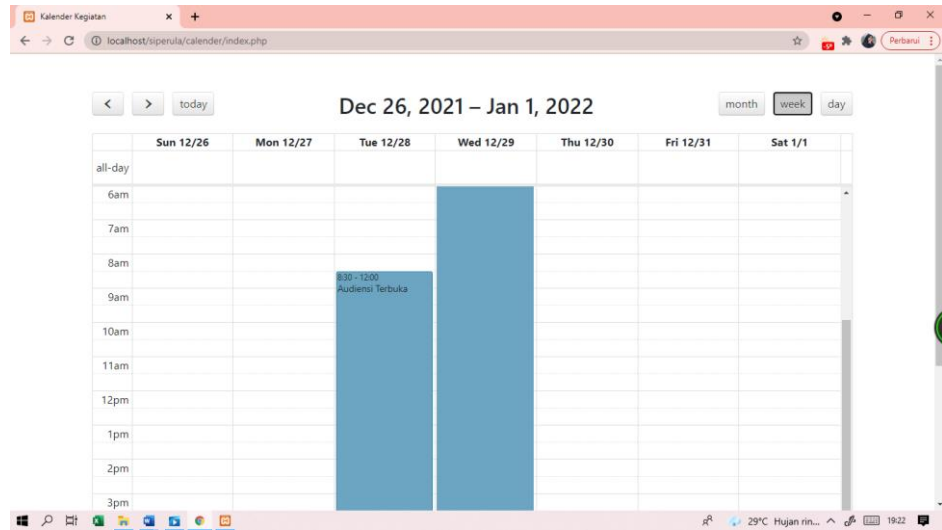 Kalender Kegiatan
localhost/siperula/calender/index.php
Perbarui
today
Dec 26, 2021 – Jan 1, 2022
month week day
Sun 12/26 Mon 12/27 Tue 12/28 Wed 12/29 Thu 12/30 Fri 12/31 Sat 1/1
all-day
6am
7am
8am
8:30 - 12:00
Audiensi Terbuka
9am
10am
11am
12pm
1pm
2pm
3pm
29°C Hujan rin... 19:22